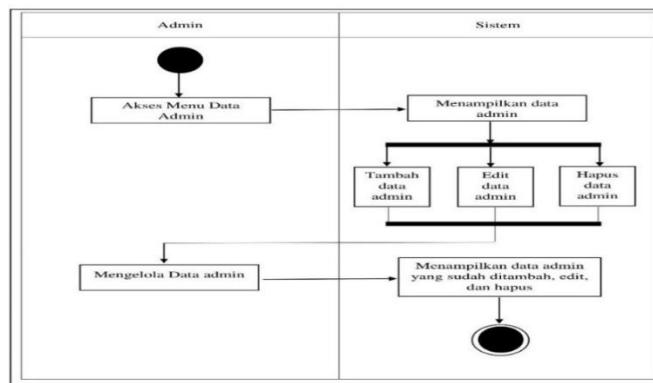 Admin
Sistem
Akses Menu Data
Admin
Menampilkan data
admin
Tambah
data
admin
Edit
data
admin
Hapus
data
admin
Mengelola Data admin
Menampilkan data admin
yang sudah ditambah, edit,
dan hapus